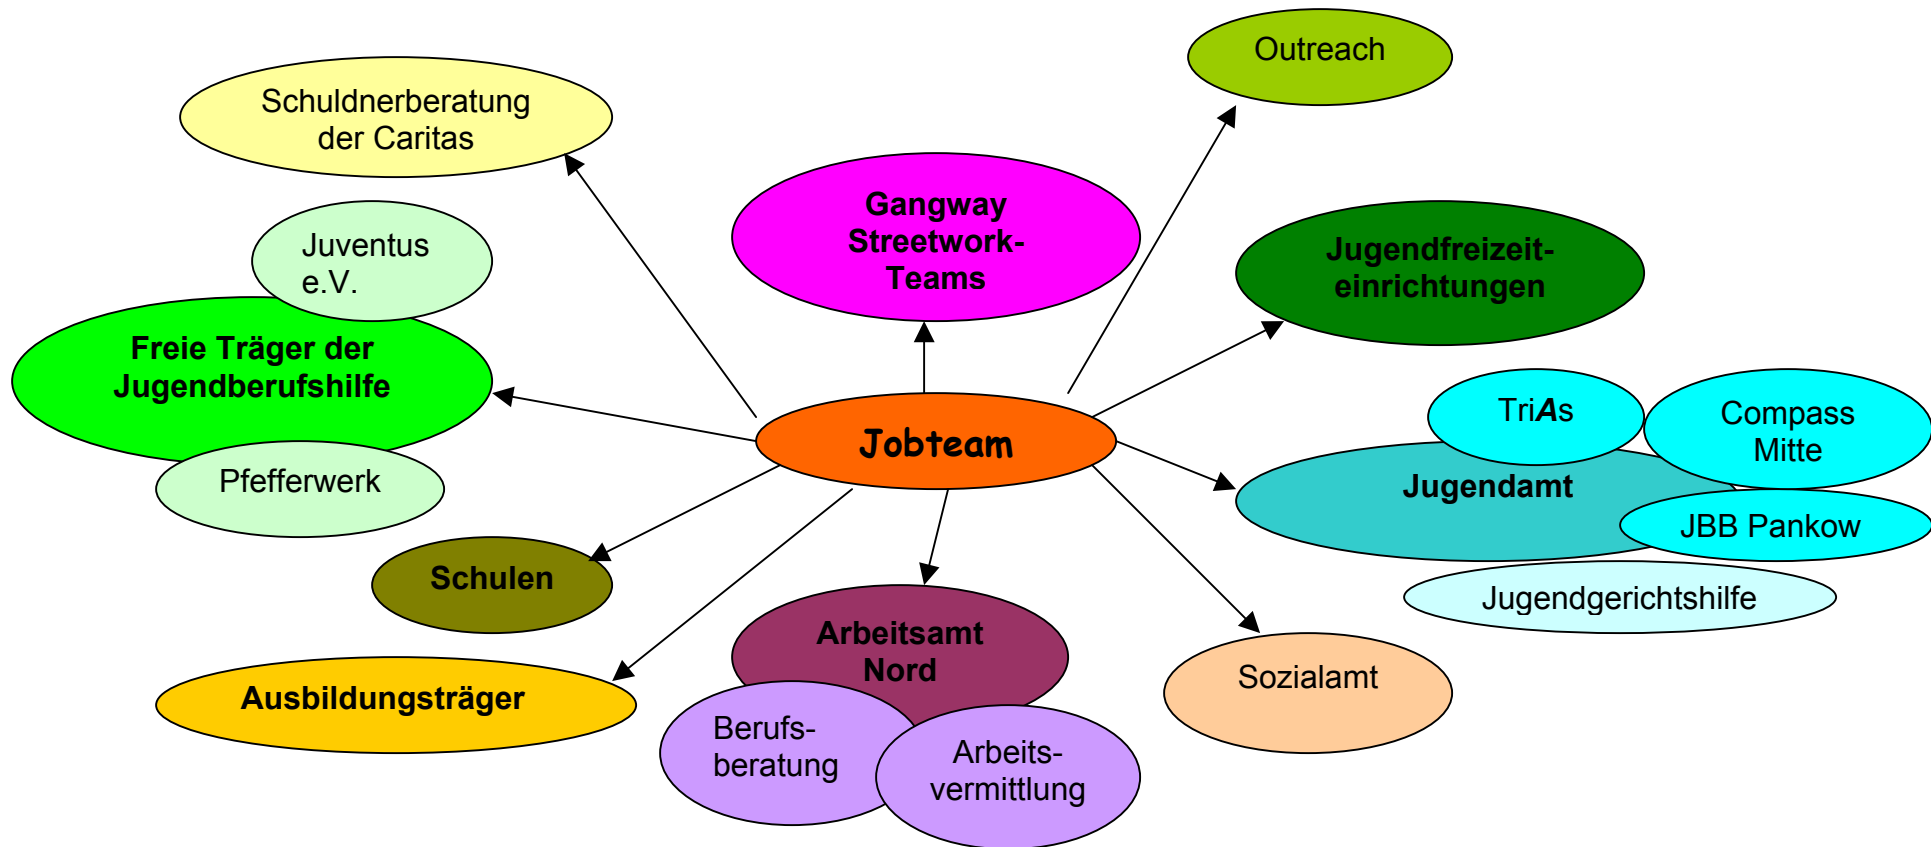 Outreach
Schuldnerberatung
der Caritas
Gangway
Streetwork-
Teams
Juventus
e.V.
Jugendfreizeit-
einrichtungen
Freie Träger der
Jugendberufshilfe
TriAs
Compass
Mitte
Jobteam
Pfefferwerk
Jugendamt
JBB Pankow
Schulen
Jugendgerichtshilfe
Arbeitsamt
Nord
Sozialamt
Ausbildungsträger
Berufs-
beratung
Arbeits-
vermittlung